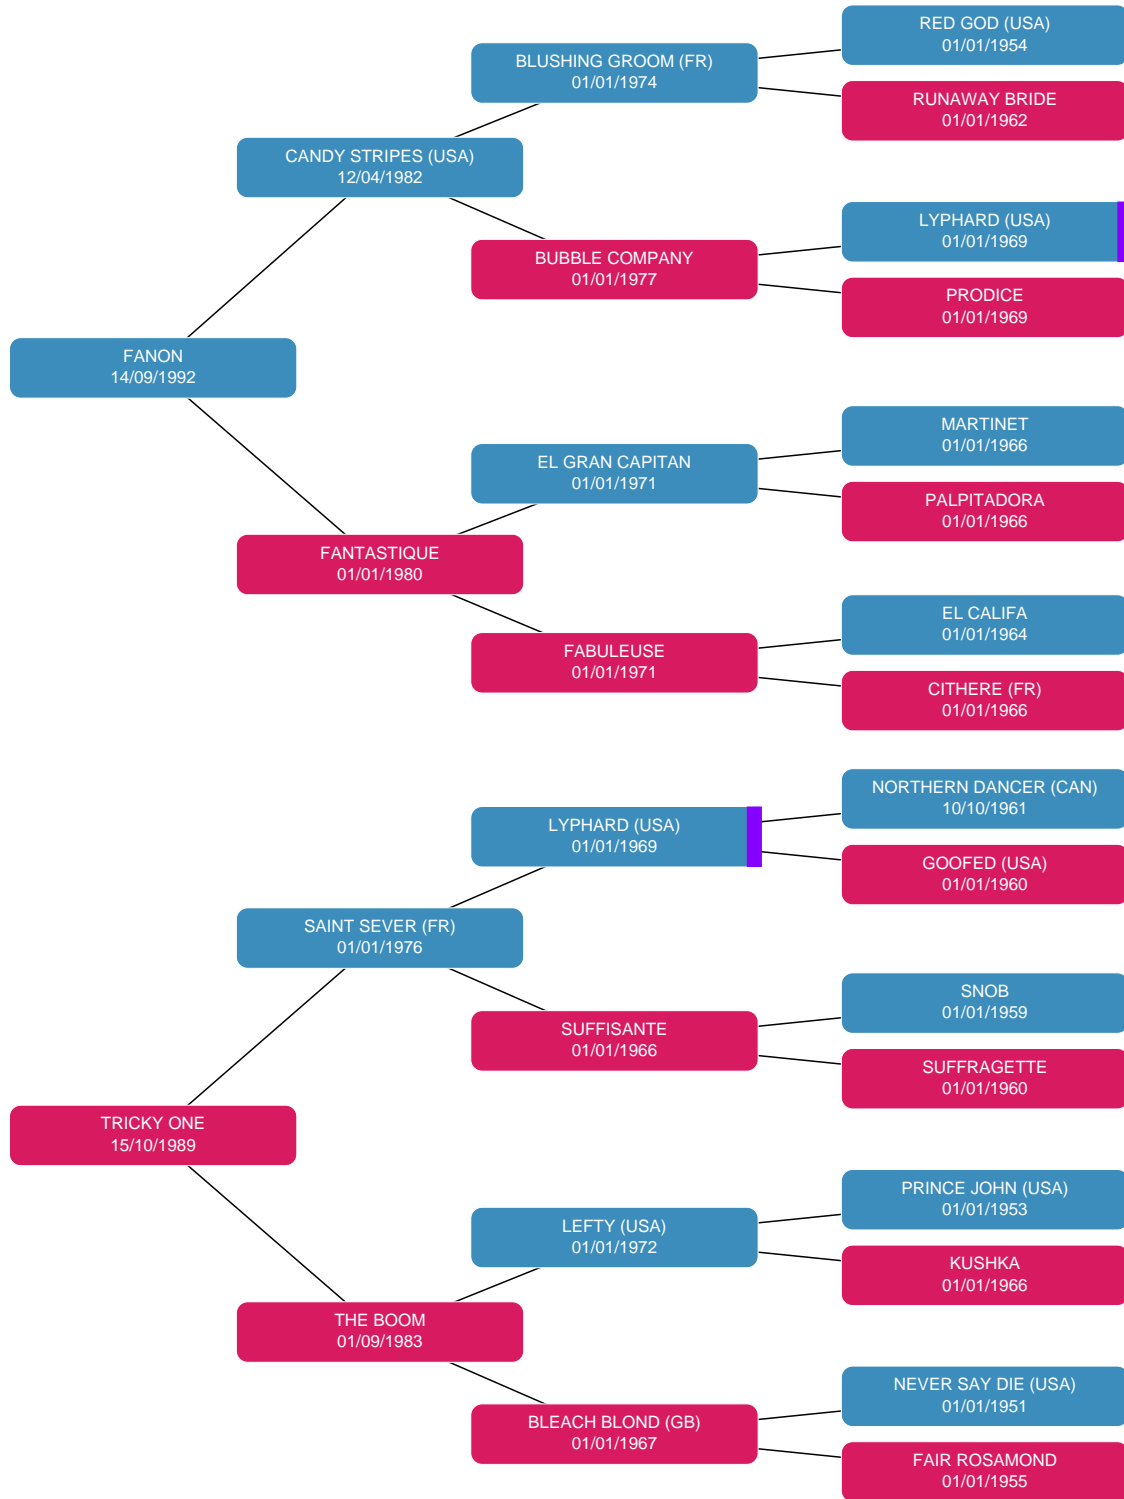 RED GOD (USA)
01/01/1954
BLUSHING GROOM (FR)
01/01/1974
RUNAWAY BRIDE
01/01/1962
CANDY STRIPES (USA)
12/04/1982
LYPHARD (USA)
01/01/1969
BUBBLE COMPANY
01/01/1977
PRODICE
01/01/1969
FANON
14/09/1992
MARTINET
01/01/1966
EL GRAN CAPITAN
01/01/1971
PALPITADORA
01/01/1966
FANTASTIQUE
01/01/1980
EL CALIFA
01/01/1964
FABULEUSE
01/01/1971
CITHERE (FR)
01/01/1966
NORTHERN DANCER (CAN)
10/10/1961
LYPHARD (USA)
01/01/1969
GOOFED (USA)
01/01/1960
SAINT SEVER (FR)
01/01/1976
SNOB
01/01/1959
SUFFISANTE
01/01/1966
SUFFRAGETTE
01/01/1960
TRICKY ONE
15/10/1989
PRINCE JOHN (USA)
01/01/1953
LEFTY (USA)
01/01/1972
KUSHKA
01/01/1966
THE BOOM
01/09/1983
NEVER SAY DIE (USA)
01/01/1951
BLEACH BLOND (GB)
01/01/1967
FAIR ROSAMOND
01/01/1955